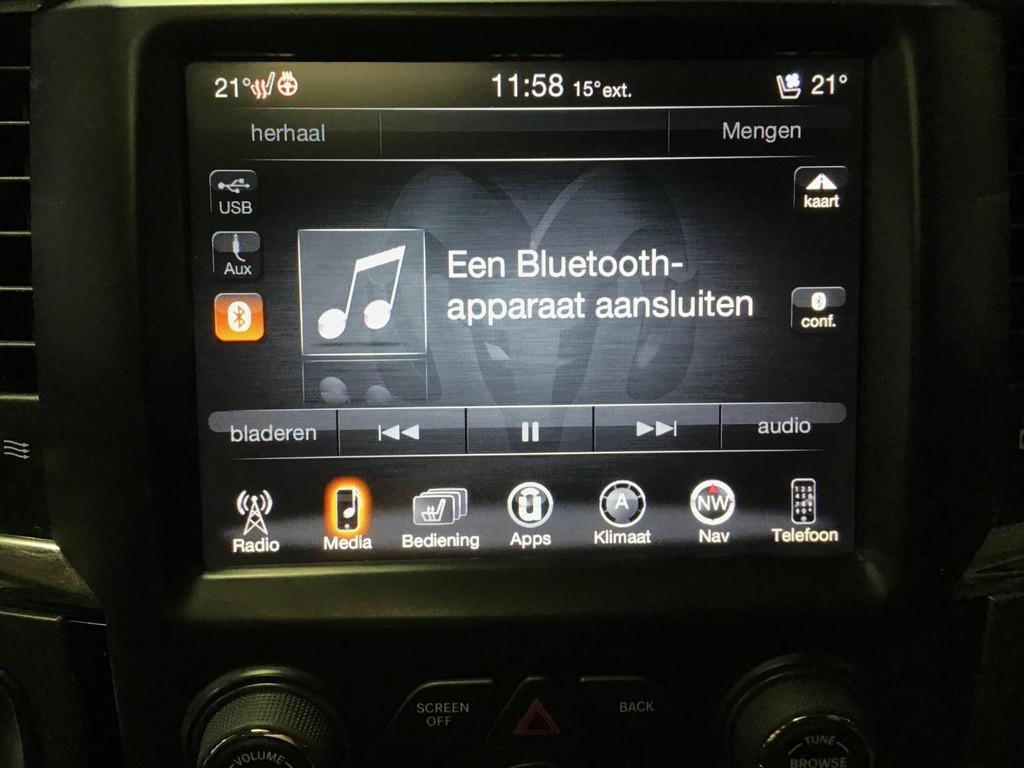 21° 11:58 15°ext. 21°
herhaal Mengen
USB kaart
Aux
Een Bluetooth-
apparaat aansluiten
conf.
bladeren audio
A NW
Radio Media Bediening Apps Klimaat Nav Telefoon
SCREEN
OFF
BACK
VOLUME
TUNE
BROWSE